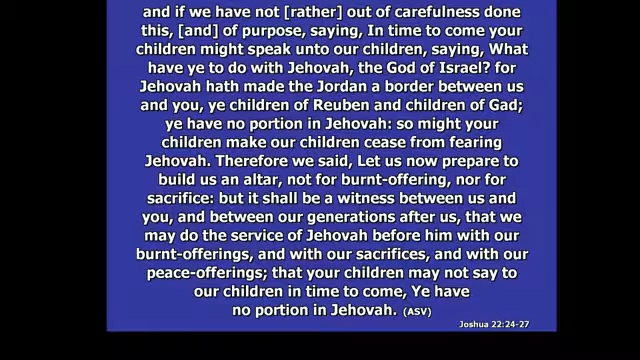 and if we have not [rather] out of carefulness done
this, [and] of purpose, saying, In time to come your
children might speak unto our children, saying, What
have ye to do with Jehovah, the God of Israel? for
Jehovah hath made the Jordan a border between us
and you, ye children of Reuben and children of Gad;
ye have no portion in Jehovah: so might your
children make our children cease from fearing
Jehovah. Therefore we said, Let us now prepare to
build us an altar, not for burnt-offering, nor for
sacrifice: but it shall be a witness between us and
you, and between our generations after us, that we
may do the service of Jehovah before him with our
burnt-offerings, and with our sacrifices, and with our
peace-offerings; that your children may not say to
our children in time to come, Ye have
no portion in Jehovah. (ASV)
Joshua 22:24-27